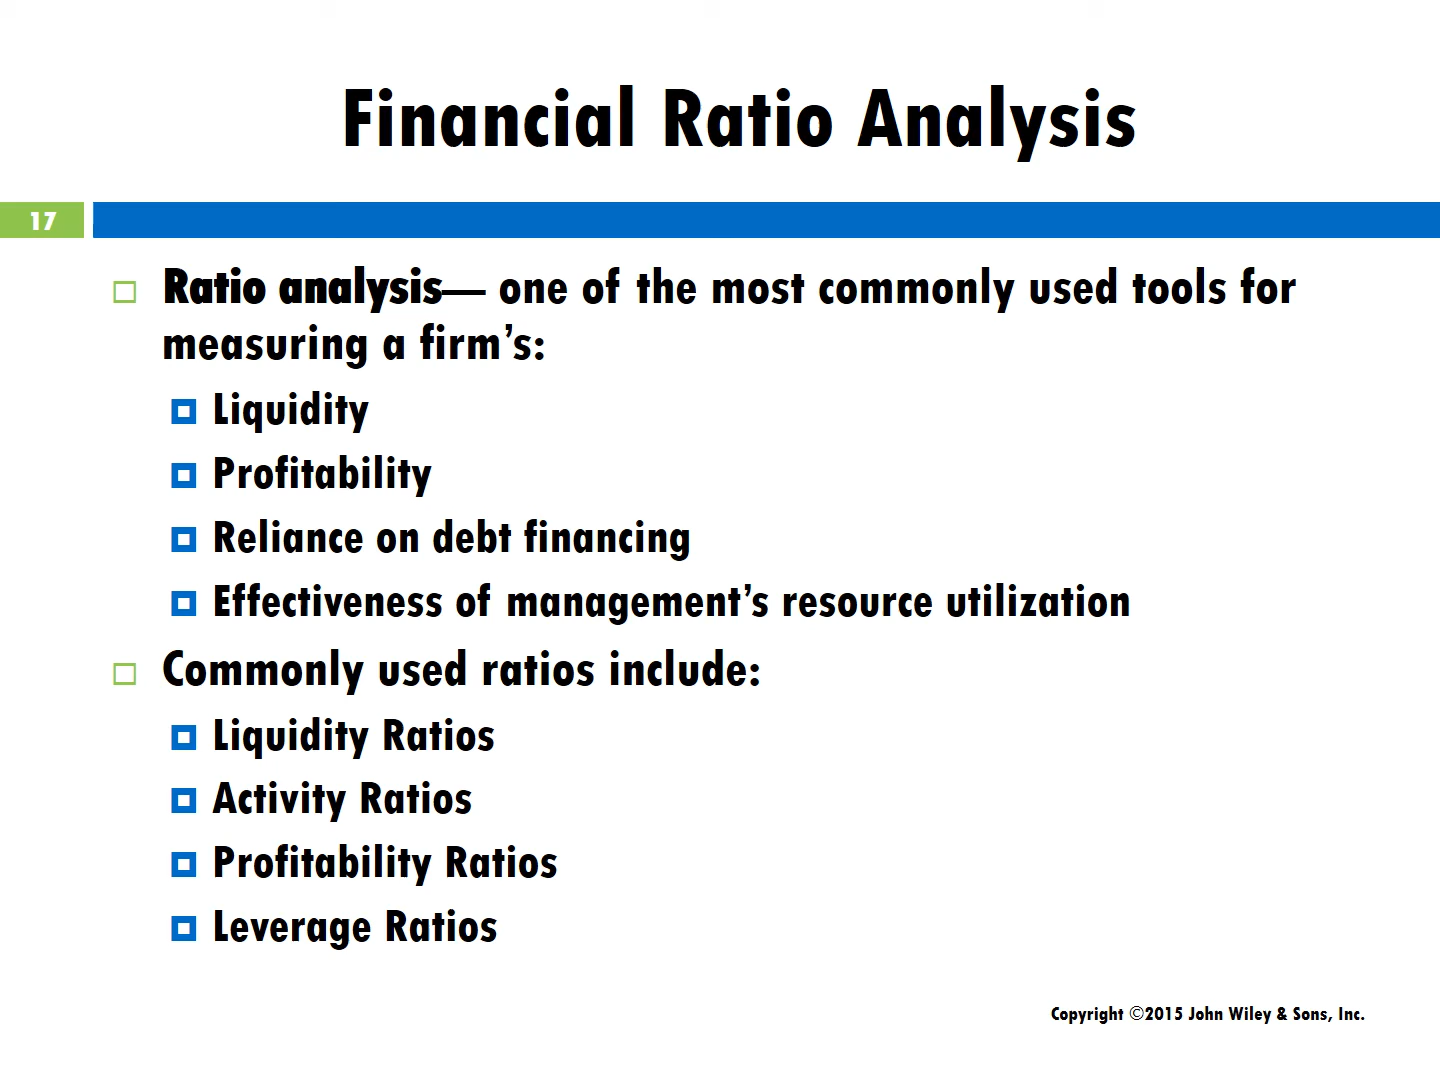 Financial Ratio Analysis
17
Ratio analysis— one of the most commonly used tools for
measuring a firm’s:
Liquidity
Profitability
Reliance on debt financing
Effectiveness of management’s resource utilization
Commonly used ratios include:
Liquidity Ratios
Activity Ratios
Profitability Ratios
Leverage Ratios
Copyright ©2015 John Wiley & Sons, Inc.